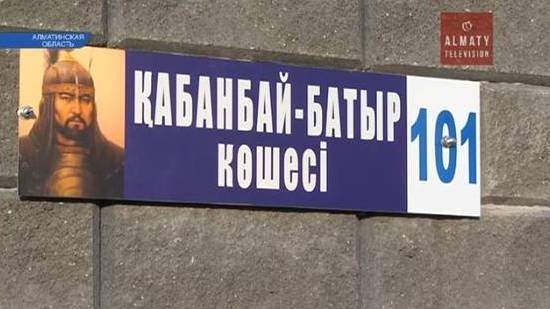 АЛМАТИНСКАЯ
ОБЛАСТЬ
ALMATY
TELEVISION
ҚАБАНБАЙ-БАТЫР
көшесі
101